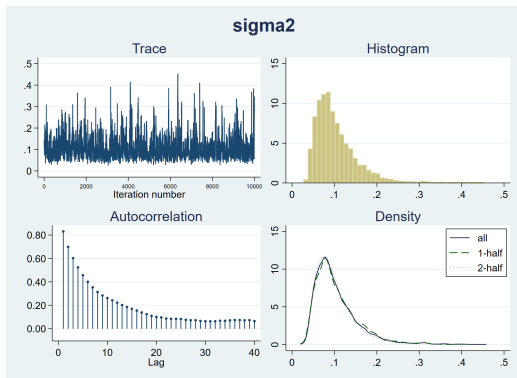 sigma2
Trace
.5
.4
.3
.2
.1
0
0 2000 4000 6000 8000 10000
Iteration number
Histogram
15
10
5
0
0 .1 .2 .3 .4 .5
Autocorrelation
0.80
0.60
0.40
0.20
0.00
0 10 20 30 40
Lag
Density
all
1-half
2-half
15
10
5
0
0 .1 .2 .3 .4 .5